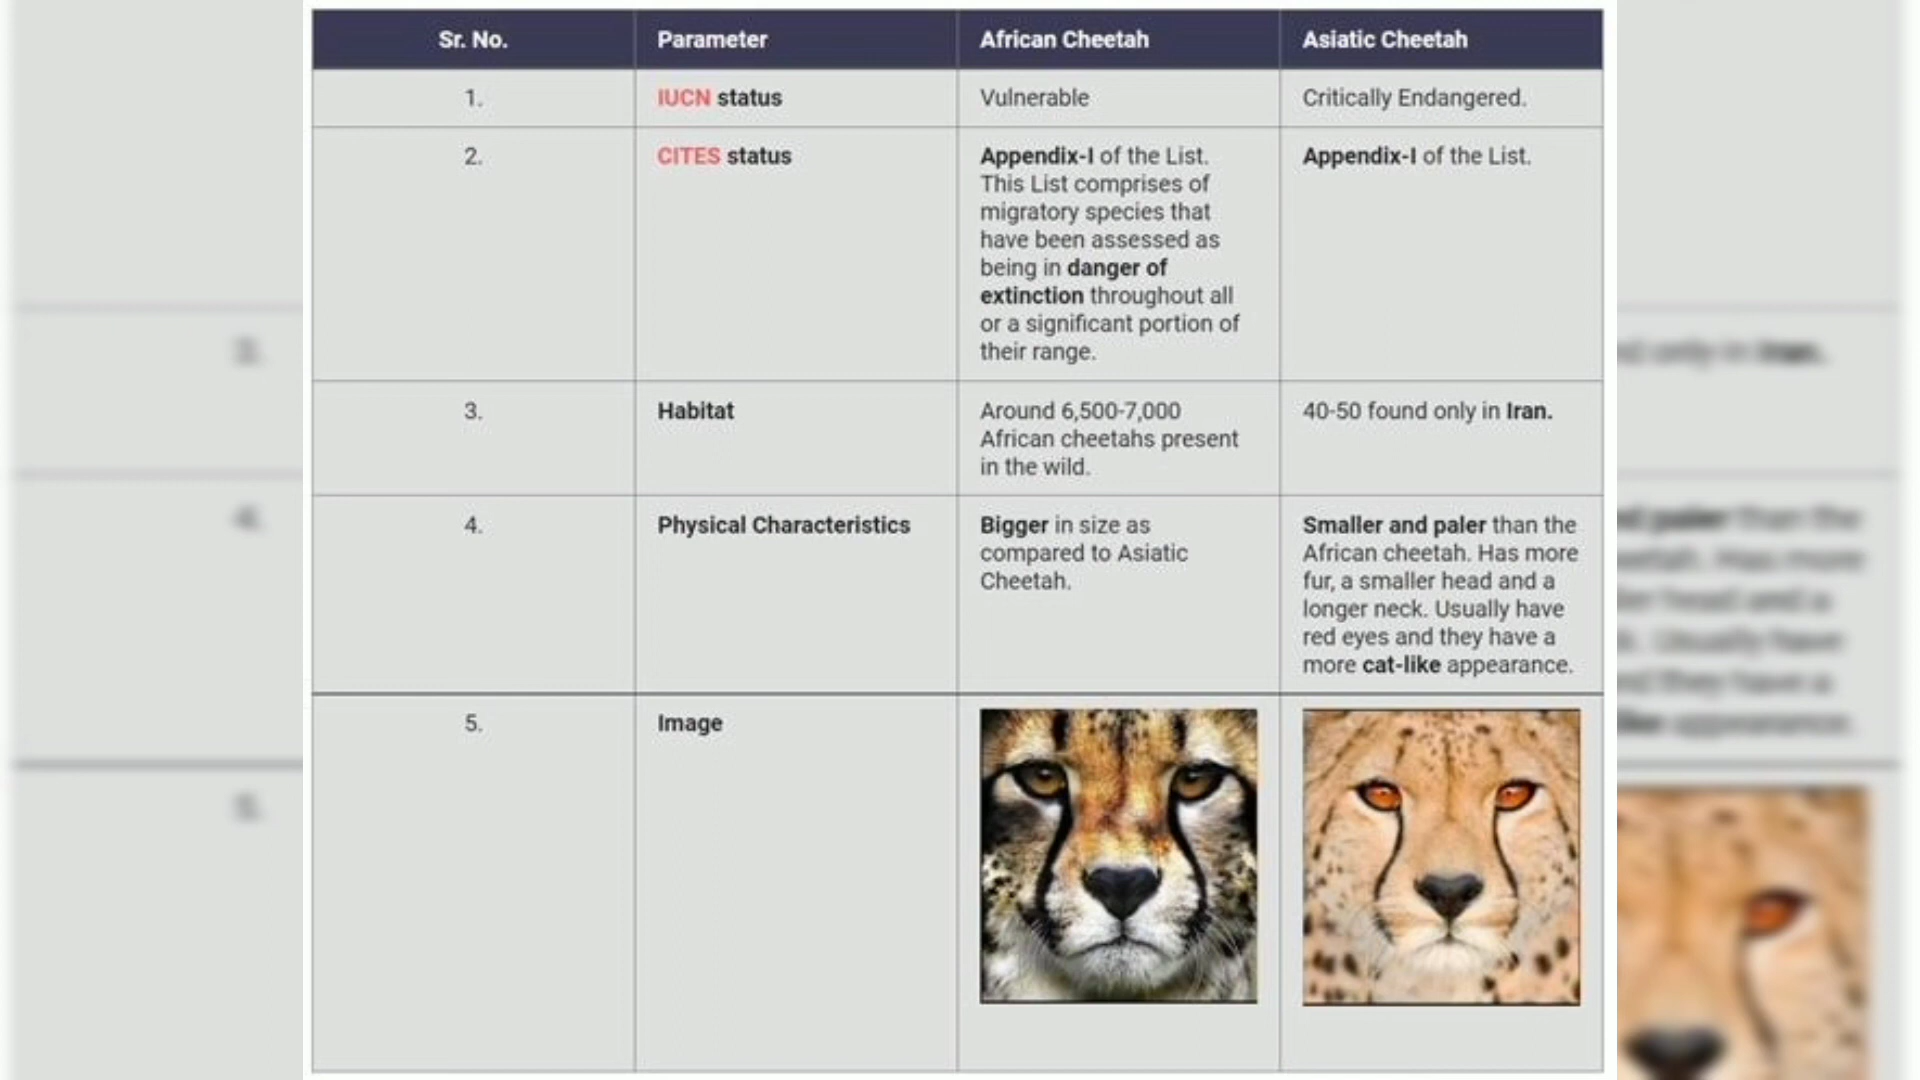 Sr. No. Parameter African Cheetah Asiatic Cheetah
1. IUCN status Vulnerable Critically Endangered.
2. CITES status Appendix-I of the List. Appendix-I of the List.
This List comprises of
migratory species that
have been assessed as
being in danger of
extinction throughout all
or a significant portion of
their range.
3. Habitat Around 6,500-7,000 40-50 found only in Iran.
African cheetahs present
in the wild.
4. Physical Characteristics Bigger in size as Smaller and paler than the
compared to Asiatic African cheetah. Has more
Cheetah. fur, a smaller head and a
longer neck. Usually have
red eyes and they have a
more cat-like appearance.
5. Image